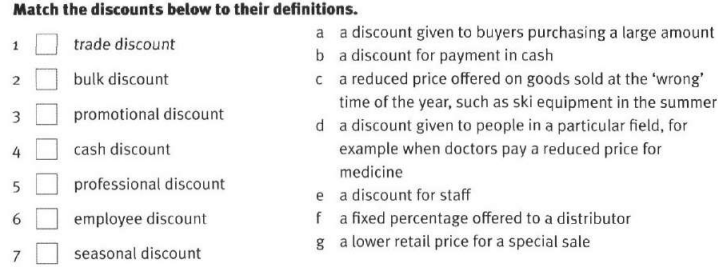 Match the discounts below to their definitions.
1 trade discount
2 bulk discount
3 promotional discount
4 cash discount
5 professional discount
6 employee discount
7 seasonal discount
a a discount given to buyers purchasing a large amount
b a discount for payment in cash
c a reduced price offered on goods sold at the ‘wrong’
time of the year, such as ski equipment in the summer
d a discount given to people in a particular field, for
example when doctors pay a reduced price for
medicine
e a discount for staff
f a fixed percentage offered to a distributor
g a lower retail price for a special sale